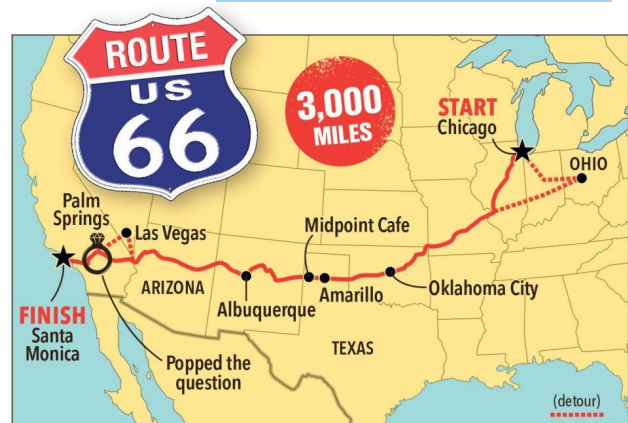 ROUTE
US
66
3,000
MILES
START
Chicago
OHIO
Palm
Springs
Las Vegas
Midpoint Cafe
FINISH
Santa
Monica
ARIZONA
Albuquerque
Amarillo
Oklahoma City
Popped the
question
TEXAS
(detour)